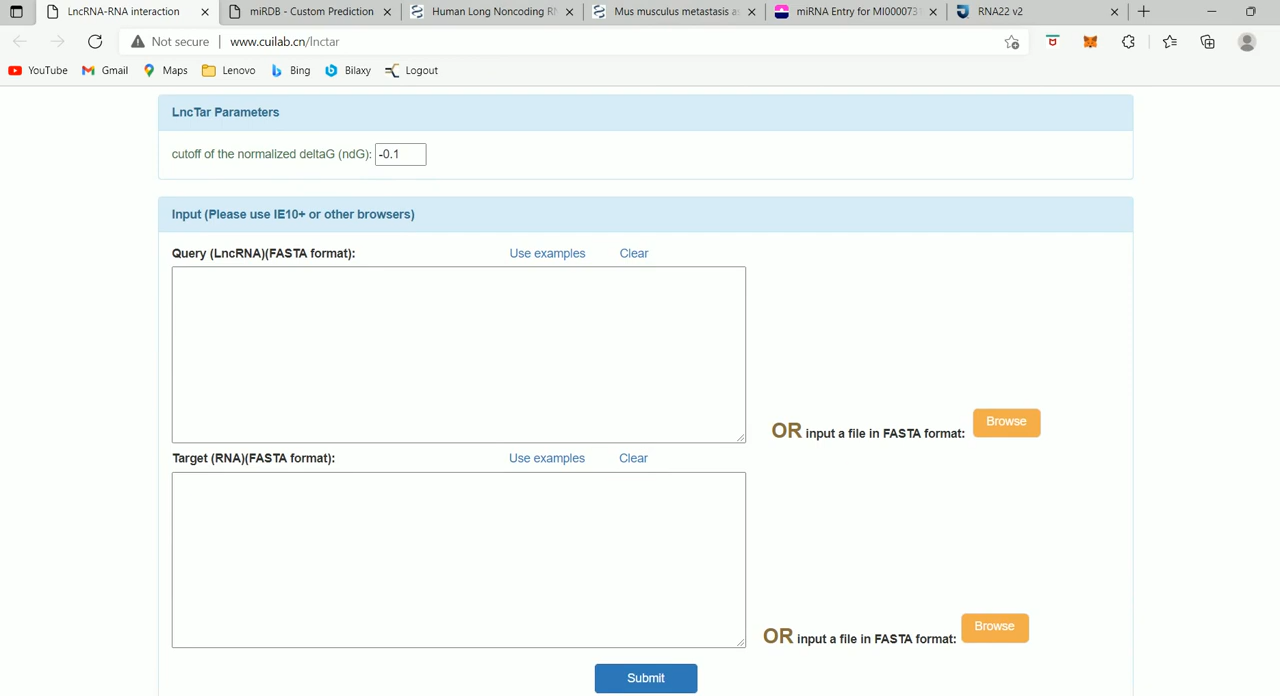 LncRNA-RNA interaction
miRDB - Custom Prediction
Human Long Noncoding RN
Mus musculus metastasis as
miRNA Entry for MI0000731
RNA22 v2
Not secure
www.cuilab.cn/lnctar
YouTube
Gmail
Maps
Lenovo
Bing
Bilaxy
Logout
LncTar Parameters
cutoff of the normalized deltaG (ndG): -0.1
Input (Please use IE10+ or other browsers)
Query (LncRNA)(FASTA format): Use examples Clear
OR input a file in FASTA format: Browse
Target (RNA)(FASTA format): Use examples Clear
OR input a file in FASTA format: Browse
Submit